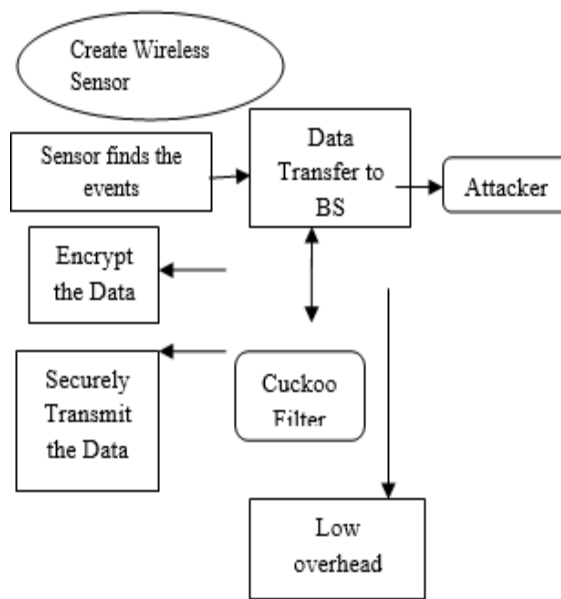 Create Wireless
Sensor
Sensor finds the
events
Data
Transfer to
BS
Attacker
Encrypt
the Data
Securely
Transmit
the Data
Cuckoo
Filter
Low
overhead